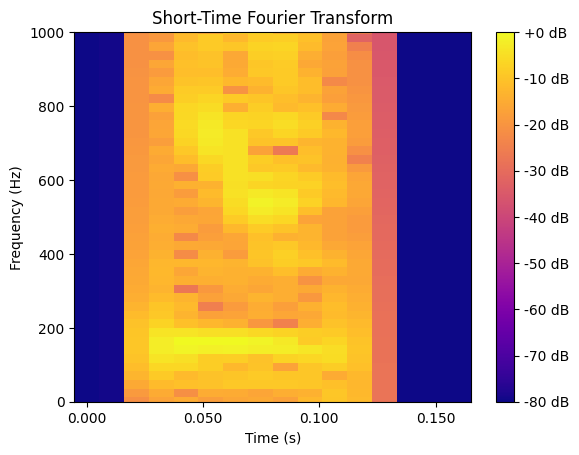 Short-Time Fourier Transform
1000
800
600
400
200
0
Frequency (Hz)
0.000
0.050
0.100
0.150
Time (s)
+0 dB
-10 dB
-20 dB
-30 dB
-40 dB
-50 dB
-60 dB
-70 dB
-80 dB